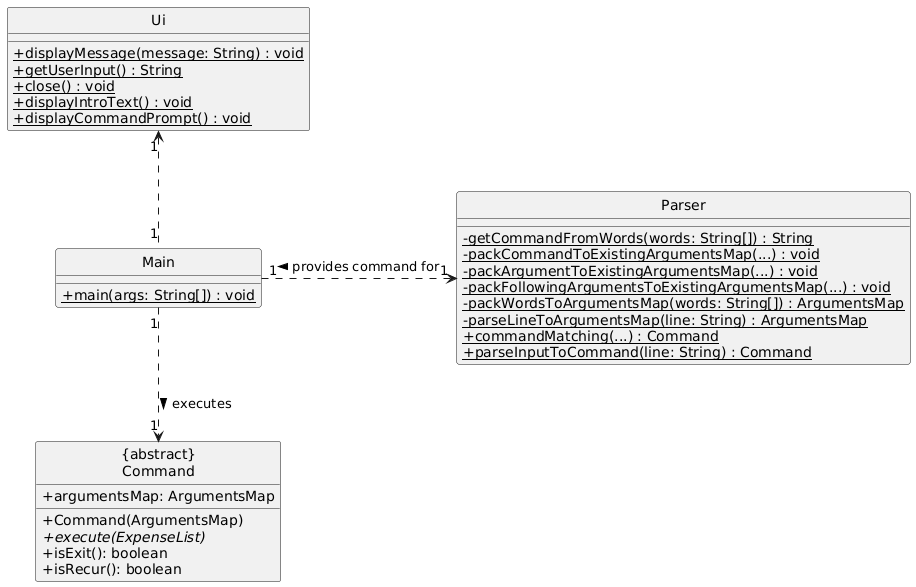 Ui
+displayMessage(message: String) : void
+getUserInput() : String
+close() : void
+displayIntroText() : void
+displayCommandPrompt() : void
1
1
Main
+main(args: String[]) : void
1
provides command for
1
Parser
-getCommandFromWords(words: String[]) : String
-packCommandToExistingArgumentsMap(...) : void
-packArgumentToExistingArgumentsMap(...) : void
-packFollowingArgumentsToExistingArgumentsMap(...) : void
-packWordsToArgumentsMap(words: String[]) : ArgumentsMap
-parseLineToArgumentsMap(line: String) : ArgumentsMap
+commandMatching(...) : Command
+parseInputToCommand(line: String) : Command
1
executes
1
{abstract}
Command
+argumentsMap: ArgumentsMap
+Command(ArgumentsMap)
+execute(ExpenseList)
+isExit(): boolean
+isRecur(): boolean